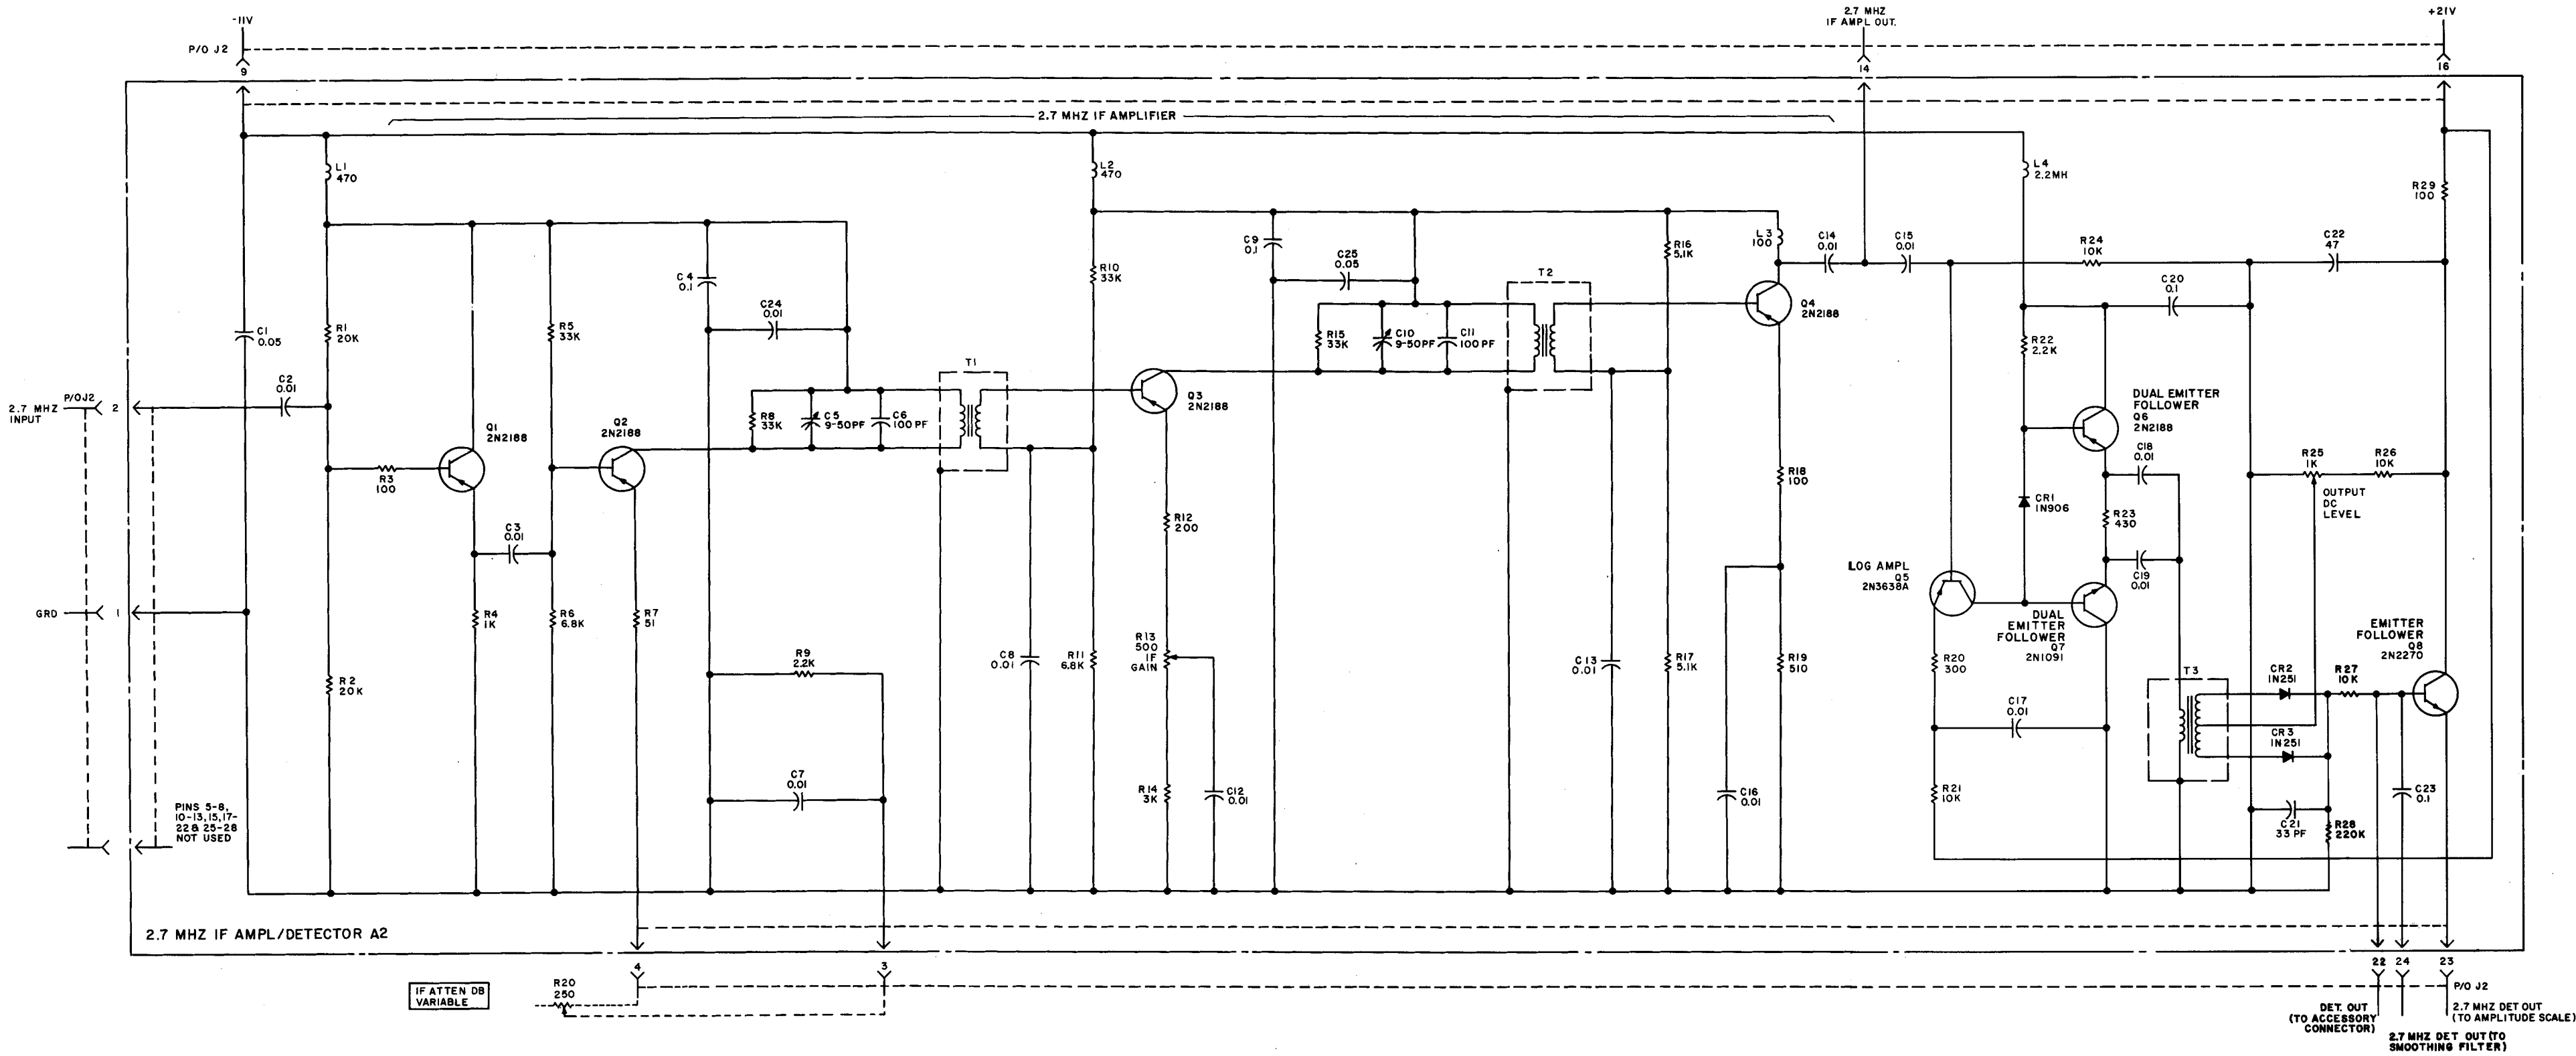 -11V
P/O J2
9
2.7 MHZ
IF AMPL OUT.
14
+21V
16
2.7 MHZ IF AMPLIFIER
L1
470
L2
470
L4
2.2MH
R29
100
C4
0.1
C24
0.01
R10
33K
C9
0.1
C25
0.05
T2
R16
5.1K
L3
100
C14
0.01
C15
0.01
R24
10K
C22
47
C20
0.1
C1
0.05
R1
20K
R5
33K
R15
33K
C10
9-50PF
C11
100PF
Q4
2N2188
R22
2.2K
2.7 MHZ
INPUT
P/OJ2
2
C2
0.01
R3
100
Q1
2N2188
Q2
2N2188
R8
33K
C5
9-50PF
C6
100PF
T1
Q3
2N2188
DUAL EMITTER
FOLLOWER
Q6
2N2188
C18
0.01
R25
1K
R26
10K
OUTPUT
DC
LEVEL
R18
100
CR1
1N906
R23
430
C3
0.01
R12
200
LOG AMPL
Q5
2N3638A
C19
0.01
GRD
1
R4
1K
R6
6.8K
R7
51
R9
2.2K
C8
0.01
R11
6.8K
R13
500
IF
GAIN
C13
0.01
R17
5.1K
R19
510
R20
300
DUAL
EMITTER
FOLLOWER
Q7
2N1091
EMITTER
FOLLOWER
Q8
2N2270
T3
CR2
1N251
R27
10K
R2
20K
C17
0.01
CR3
1N251
C7
0.01
R14
3K
C12
0.01
C16
0.01
R21
10K
C23
0.1
C21
33 PF
R28
220K
PINS 5-8,
10-13,15,17-
22 & 25-28
NOT USED
2.7 MHZ IF AMPL/DETECTOR A2
4
3
22
24
23
P/O J2
IF ATTEN DB
VARIABLE
R20
250
DET. OUT
(TO ACCESSORY
CONNECTOR)
2.7 MHZ DET OUT
(TO AMPLITUDE SCALE)
2.7 MHZ DET OUT (TO
SMOOTHING FILTER)